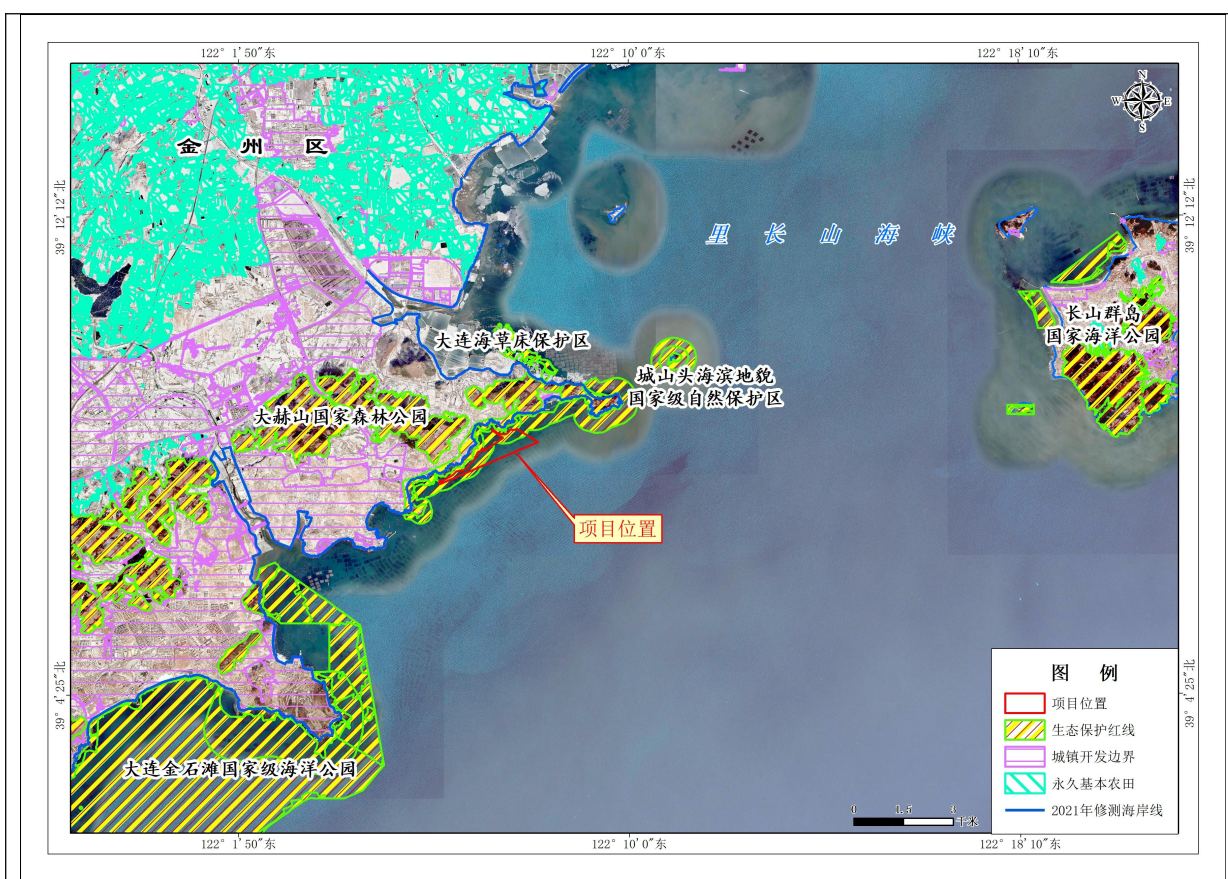 122° 1'50"东
122° 10'0"东
122° 18'10"东
N
W
E
S
金州区
39° 12'12"北
39° 12'12"北
里长山海峡
长山群岛
国家海洋公园
大连海草床保护区
城山头海滨地貌
国家级自然保护区
大赫山国家森林公园
项目位置
39° 4'25"北
39° 4'25"北
大连金石滩国家级海洋公园
图 例
项目位置
生态保护红线
城镇开发边界
永久基本农田
2021年修测海岸线
0 1.5 3
千米
122° 1'50"东
122° 10'0"东
122° 18'10"东